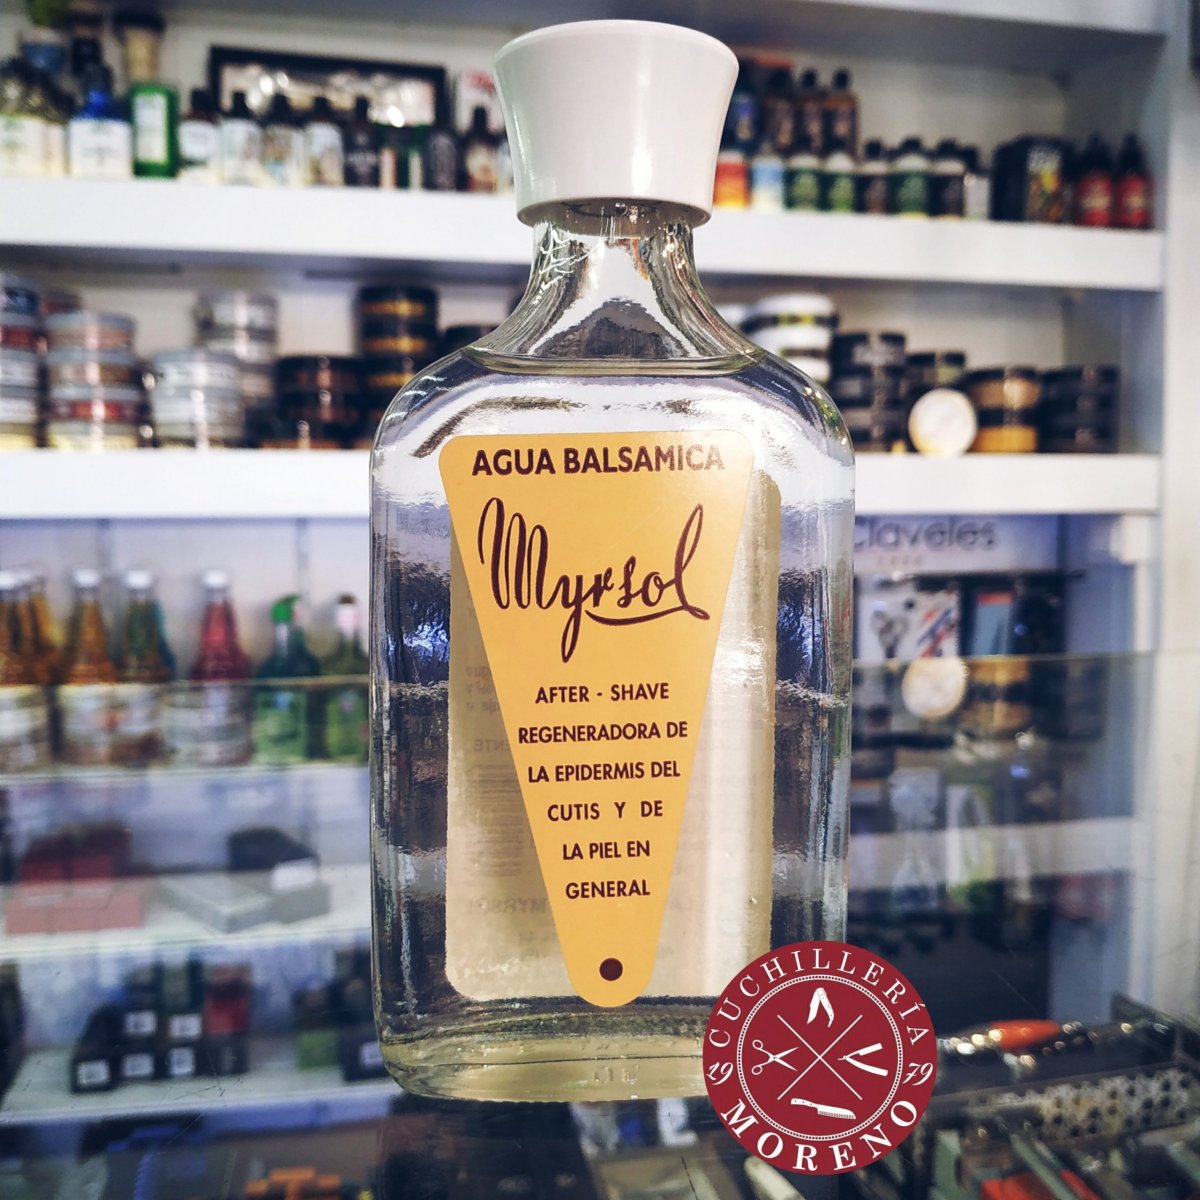 AGUA BALSAMICA
Myrsol
AFTER - SHAVE
REGENERADORA DE
LA EPIDERMIS DEL
CUTIS Y DE
LA PIEL EN
GENERAL
Claveles
CUCHILLERÍA
19 79
MORENO